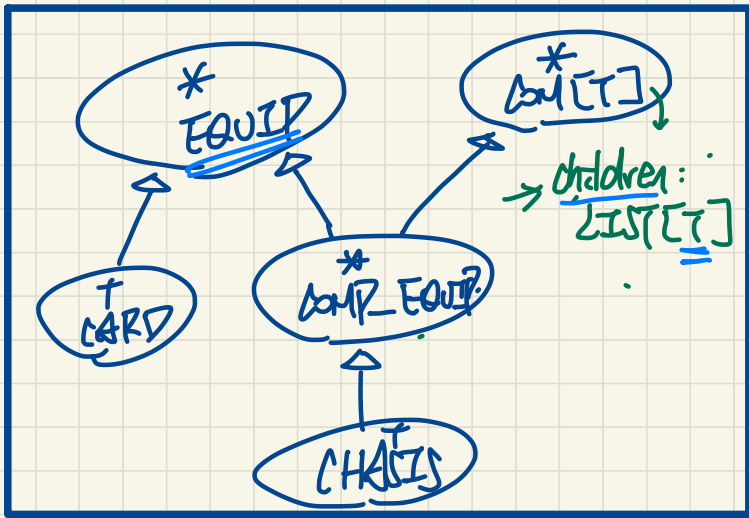 *
EQUIP
*
COM[T]
→ children:
LIST[T]
+
CARD
*
COMP_EQUIP
+
CHASIS